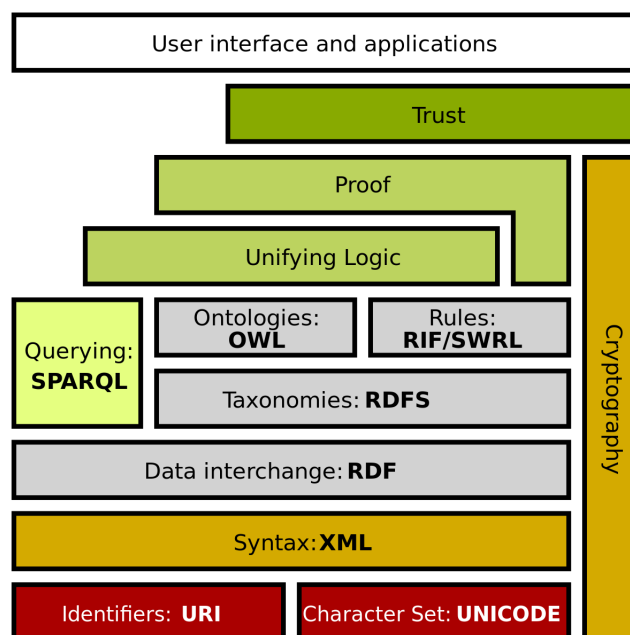 User interface and applications
Trust
Proof
Unifying Logic
Ontologies:
OWL
Rules:
RIF/SWRL
Querying:
SPARQL
Taxonomies: RDFS
Cryptography
Data interchange: RDF
Syntax: XML
Identifiers: URI
Character Set: UNICODE